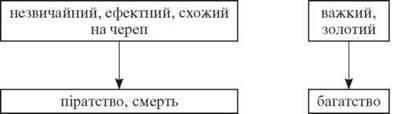 незвичайний, ефектний, схожий
на череп
важкий,
золотий
піратство, смерть
багатство